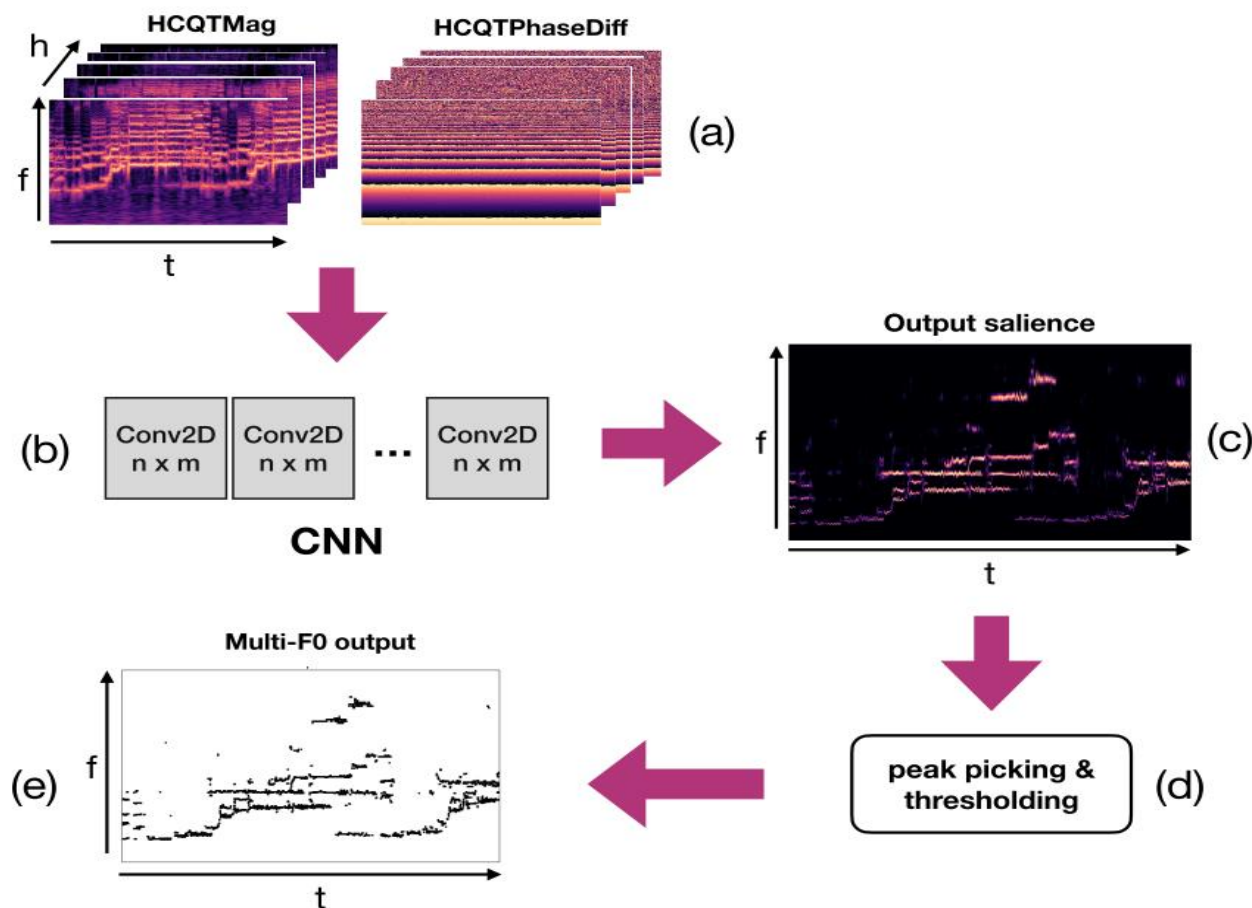 HCQTMag
HCQTPhaseDiff
h
f
t
(a)
(b)
Conv2D
n x m
Conv2D
n x m
...
Conv2D
n x m
CNN
Output salience
f
t
(c)
Multi-F0 output
(e)
f
t
peak picking &
thresholding
(d)